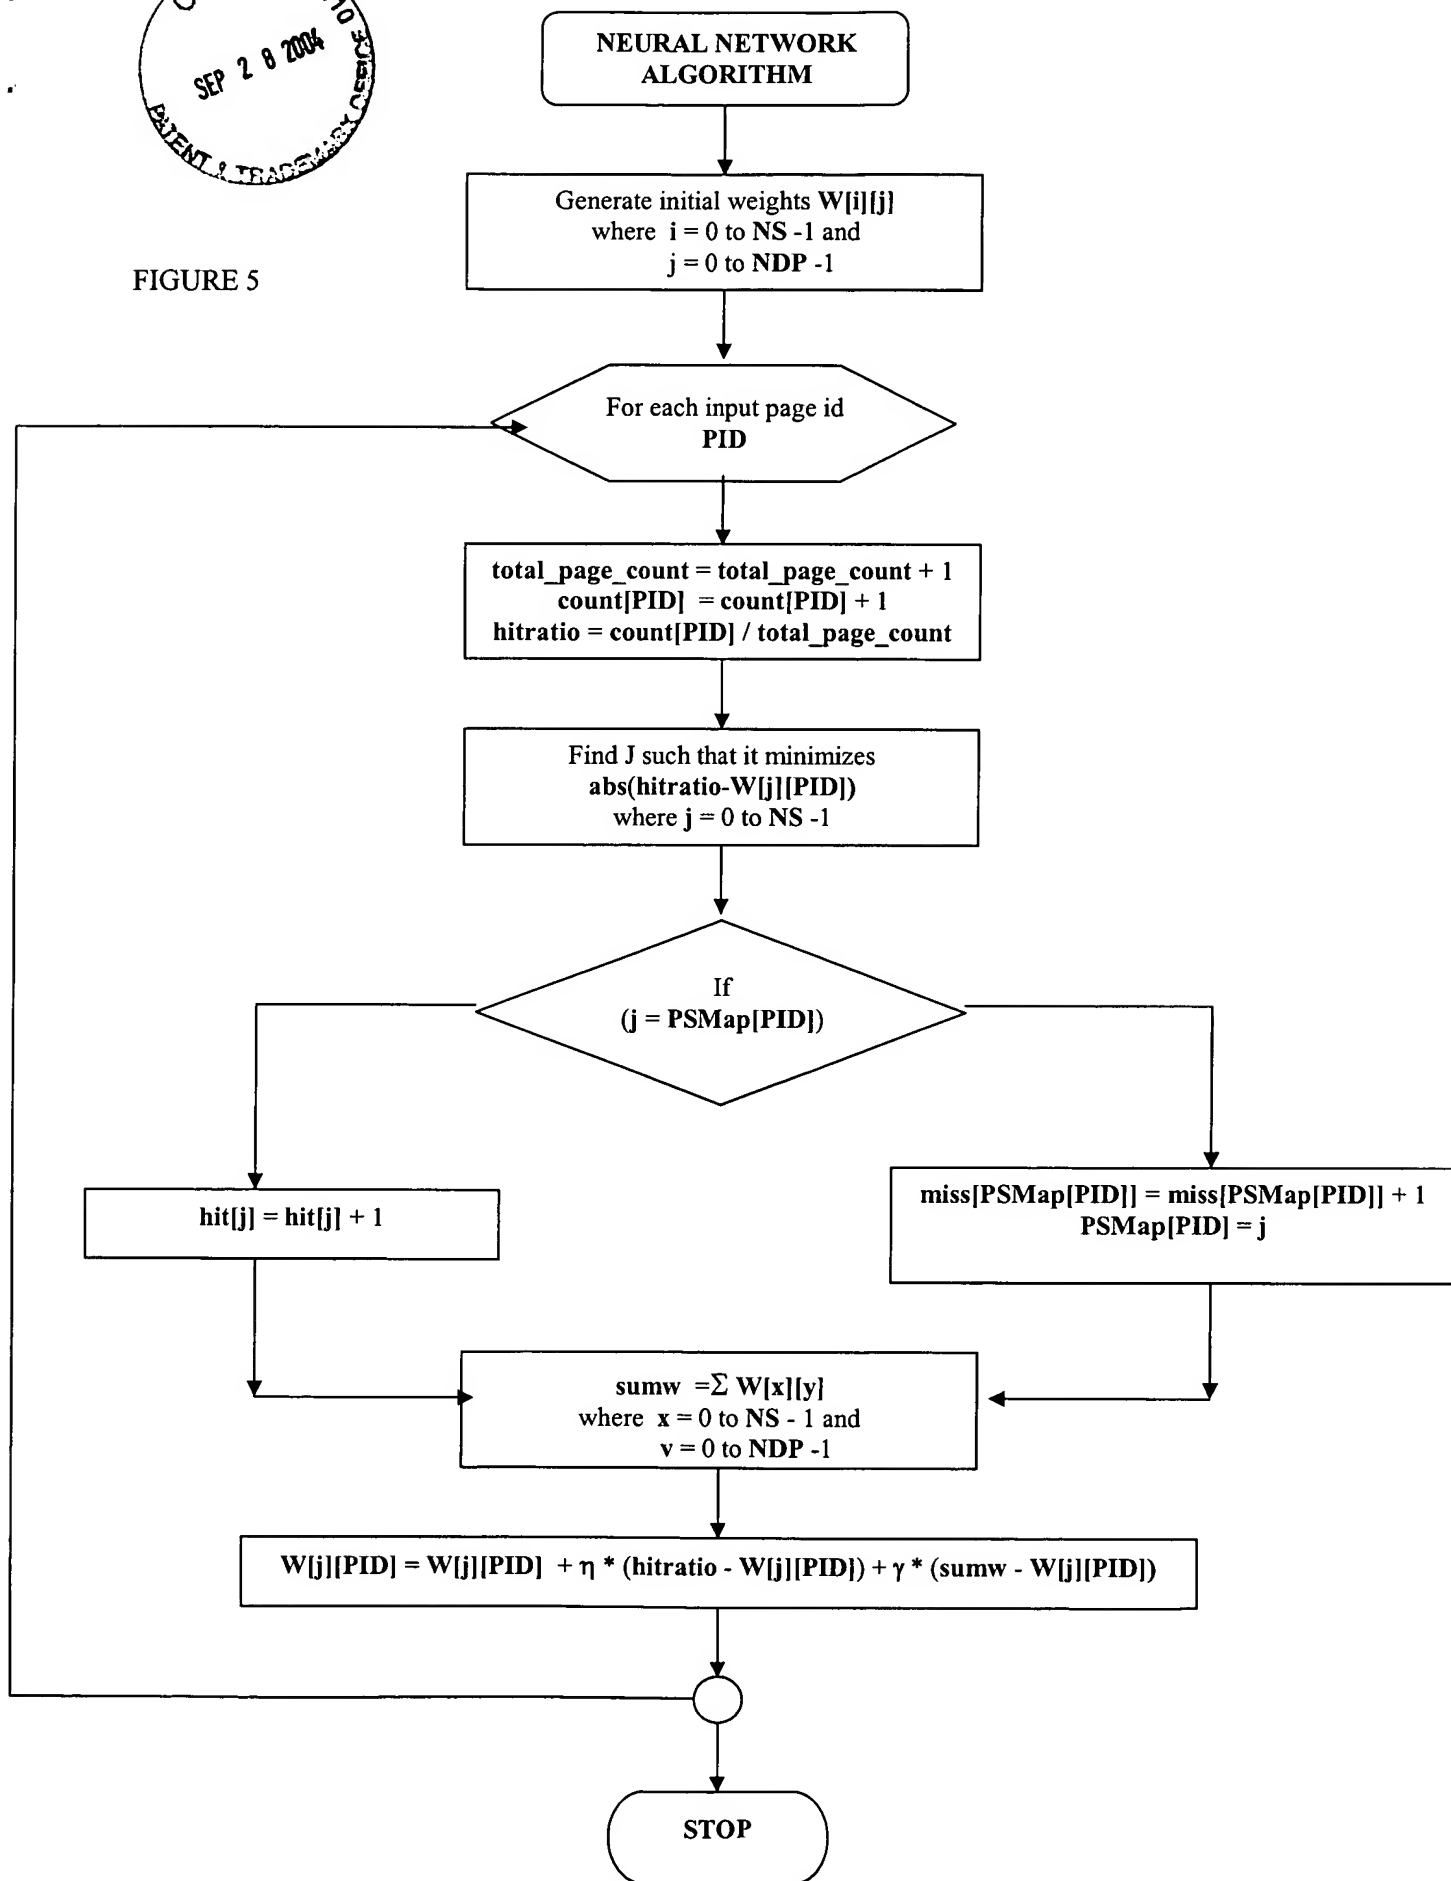 SEP 2 8 2004
PATENT & TRADEMARK OFFICE
FIGURE 5
NEURAL NETWORK
ALGORITHM
Generate initial weights W[i][j]
where i = 0 to NS -1 and
j = 0 to NDP -1
For each input page id
PID
total_page_count = total_page_count + 1
count[PID] = count[PID] + 1
hitratio = count[PID] / total_page_count
Find J such that it minimizes
abs(hitratio-W[j][PID])
where j = 0 to NS -1
If
(j = PSMap[PID])
hit[j] = hit[j] + 1
miss[PSMap[PID]] = miss[PSMap[PID]] + 1
PSMap[PID] = j
sumw =Σ W[x][y]
where x = 0 to NS - 1 and
v = 0 to NDP -1
W[j][PID] = W[j][PID] + η * (hitratio - W[j][PID]) + γ * (sumw - W[j][PID])
STOP